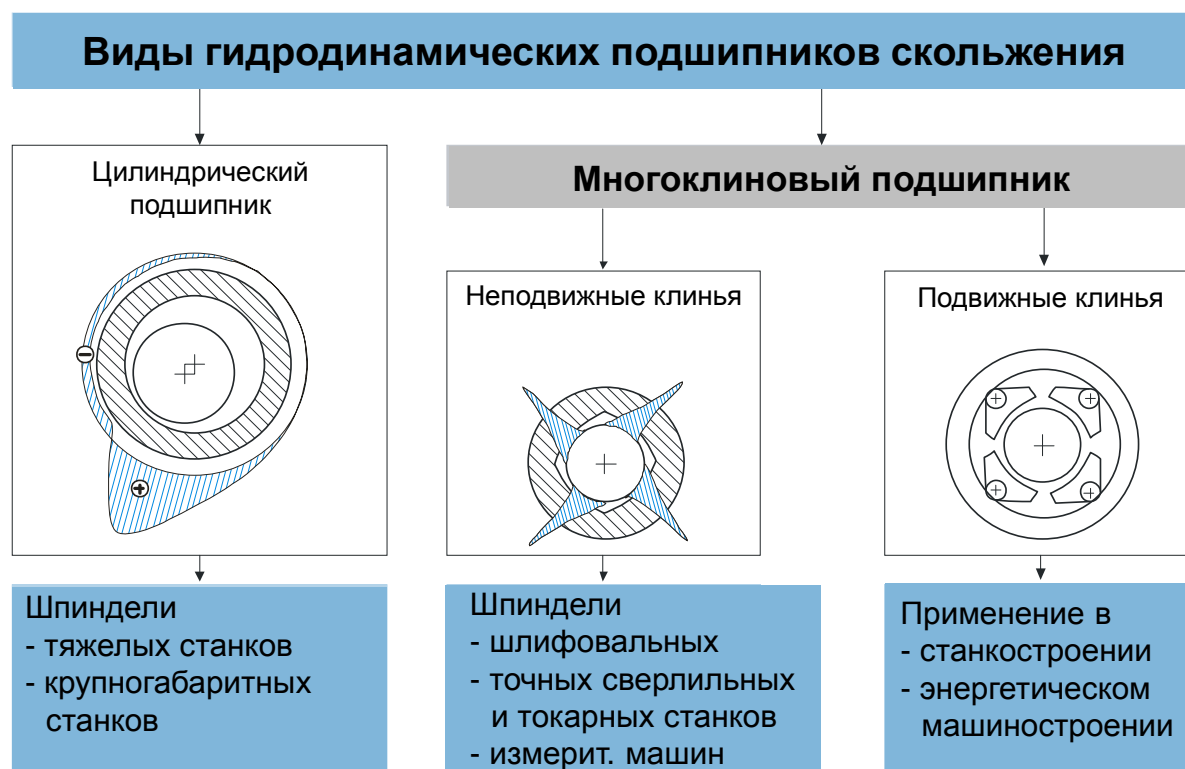 Виды гидродинамических подшипников скольжения
Цилиндрический
подшипник
Многоклиновый подшипник
Неподвижные клинья
Подвижные клинья
Шпиндели
- тяжелых станков
- крупногабаритных
станков
Шпиндели
- шлифовальных
- точных сверлильных
и токарных станков
- измерит. машин
Применение в
- станкостроении
- энергетическом
машиностроении